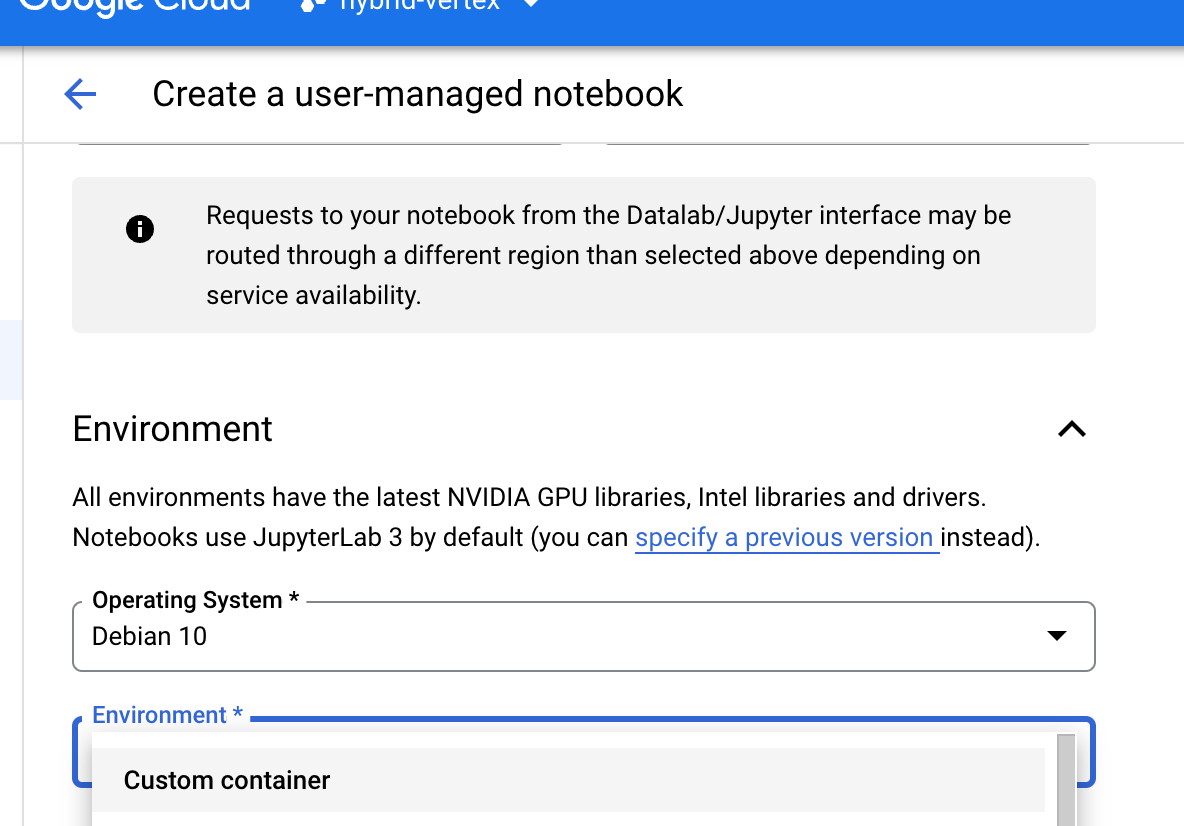 Google Cloud
hybrid-vertex
Create a user-managed notebook
Requests to your notebook from the Datalab/Jupyter interface may be
routed through a different region than selected above depending on
service availability.
Environment
All environments have the latest NVIDIA GPU libraries, Intel libraries and drivers.
Notebooks use JupyterLab 3 by default (you can specify a previous version instead).
Operating System *
Debian 10
Environment *
Custom container